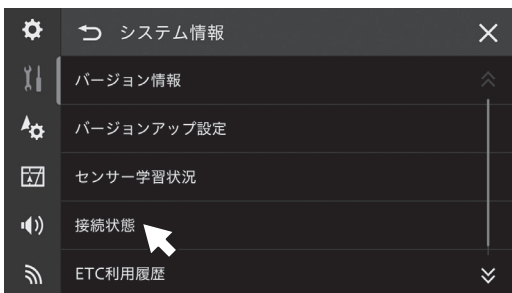 システム情報
バージョン情報
バージョンアップ設定
センサー学習状況
接続状態
ETC利用履歴